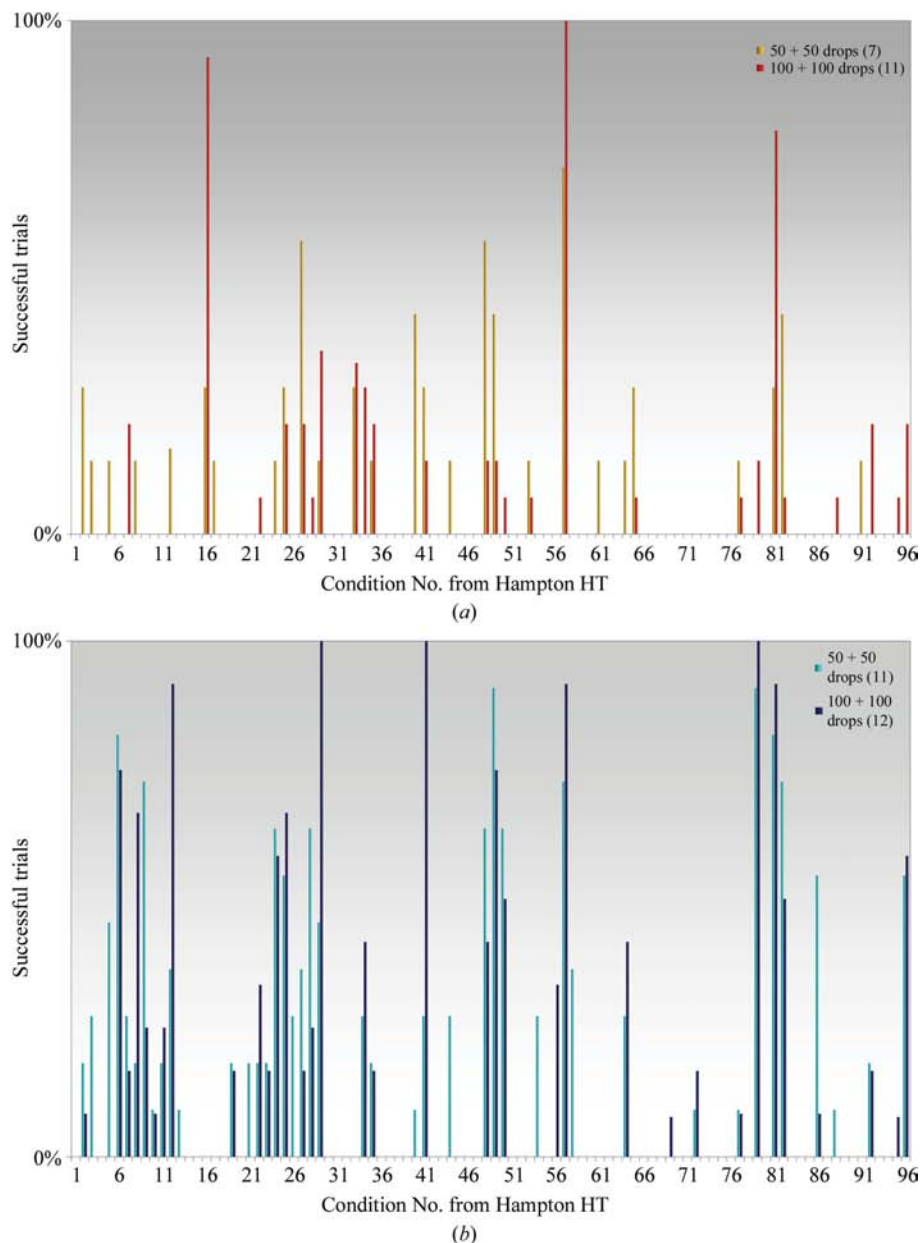 100%
50 + 50 drops (7)
100 + 100 drops (11)
Successful trials
0%
1 6 11 16 21 26 31 36 41 46 51 56 61 66 71 76 81 86 91 96
Condition No. from Hampton HT
(a)
100%
50 + 50
drops (11)
100 + 100
drops (12)
Successful trials
0%
1 6 11 16 21 26 31 36 41 46 51 56 61 66 71 76 81 86 91 96
Condition No. from Hampton HT
(b)